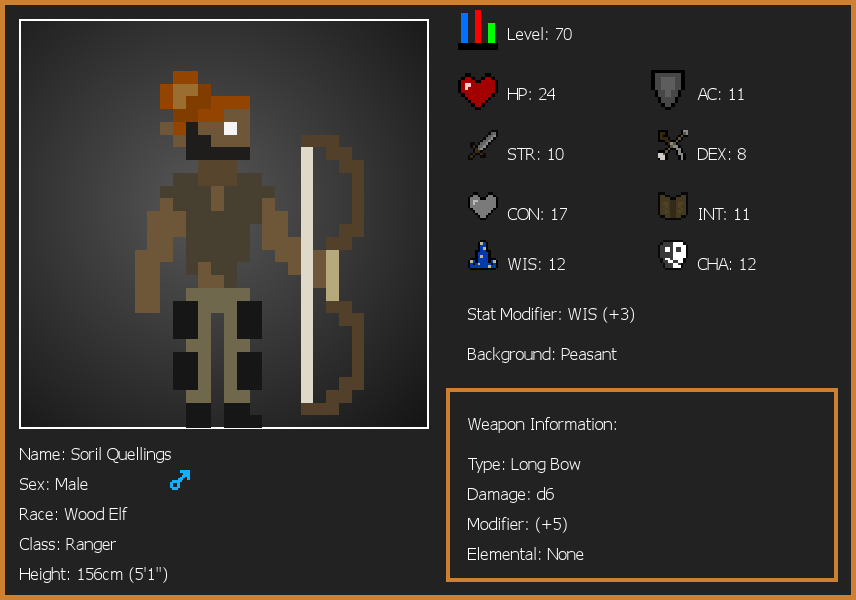 Level: 70
HP: 24
AC: 11
STR: 10
DEX: 8
CON: 17
INT: 11
WIS: 12
CHA: 12
Stat Modifier: WIS (+3)
Background: Peasant
Weapon Information:
Type: Long Bow
Damage: d6
Modifier: (+5)
Elemental: None
Name: Soril Quellings
Sex: Male
Race: Wood Elf
Class: Ranger
Height: 156cm (5'1")